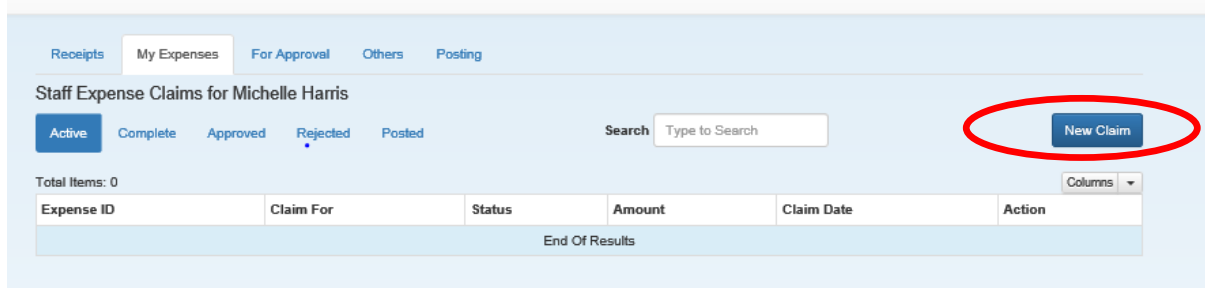 Receipts My Expenses For Approval Others Posting
Staff Expense Claims for Michelle Harris
Active Complete Approved Rejected Posted Search Type to Search New Claim
Total Items: 0 Columns
Expense ID Claim For Status Amount Claim Date Action
End Of Results